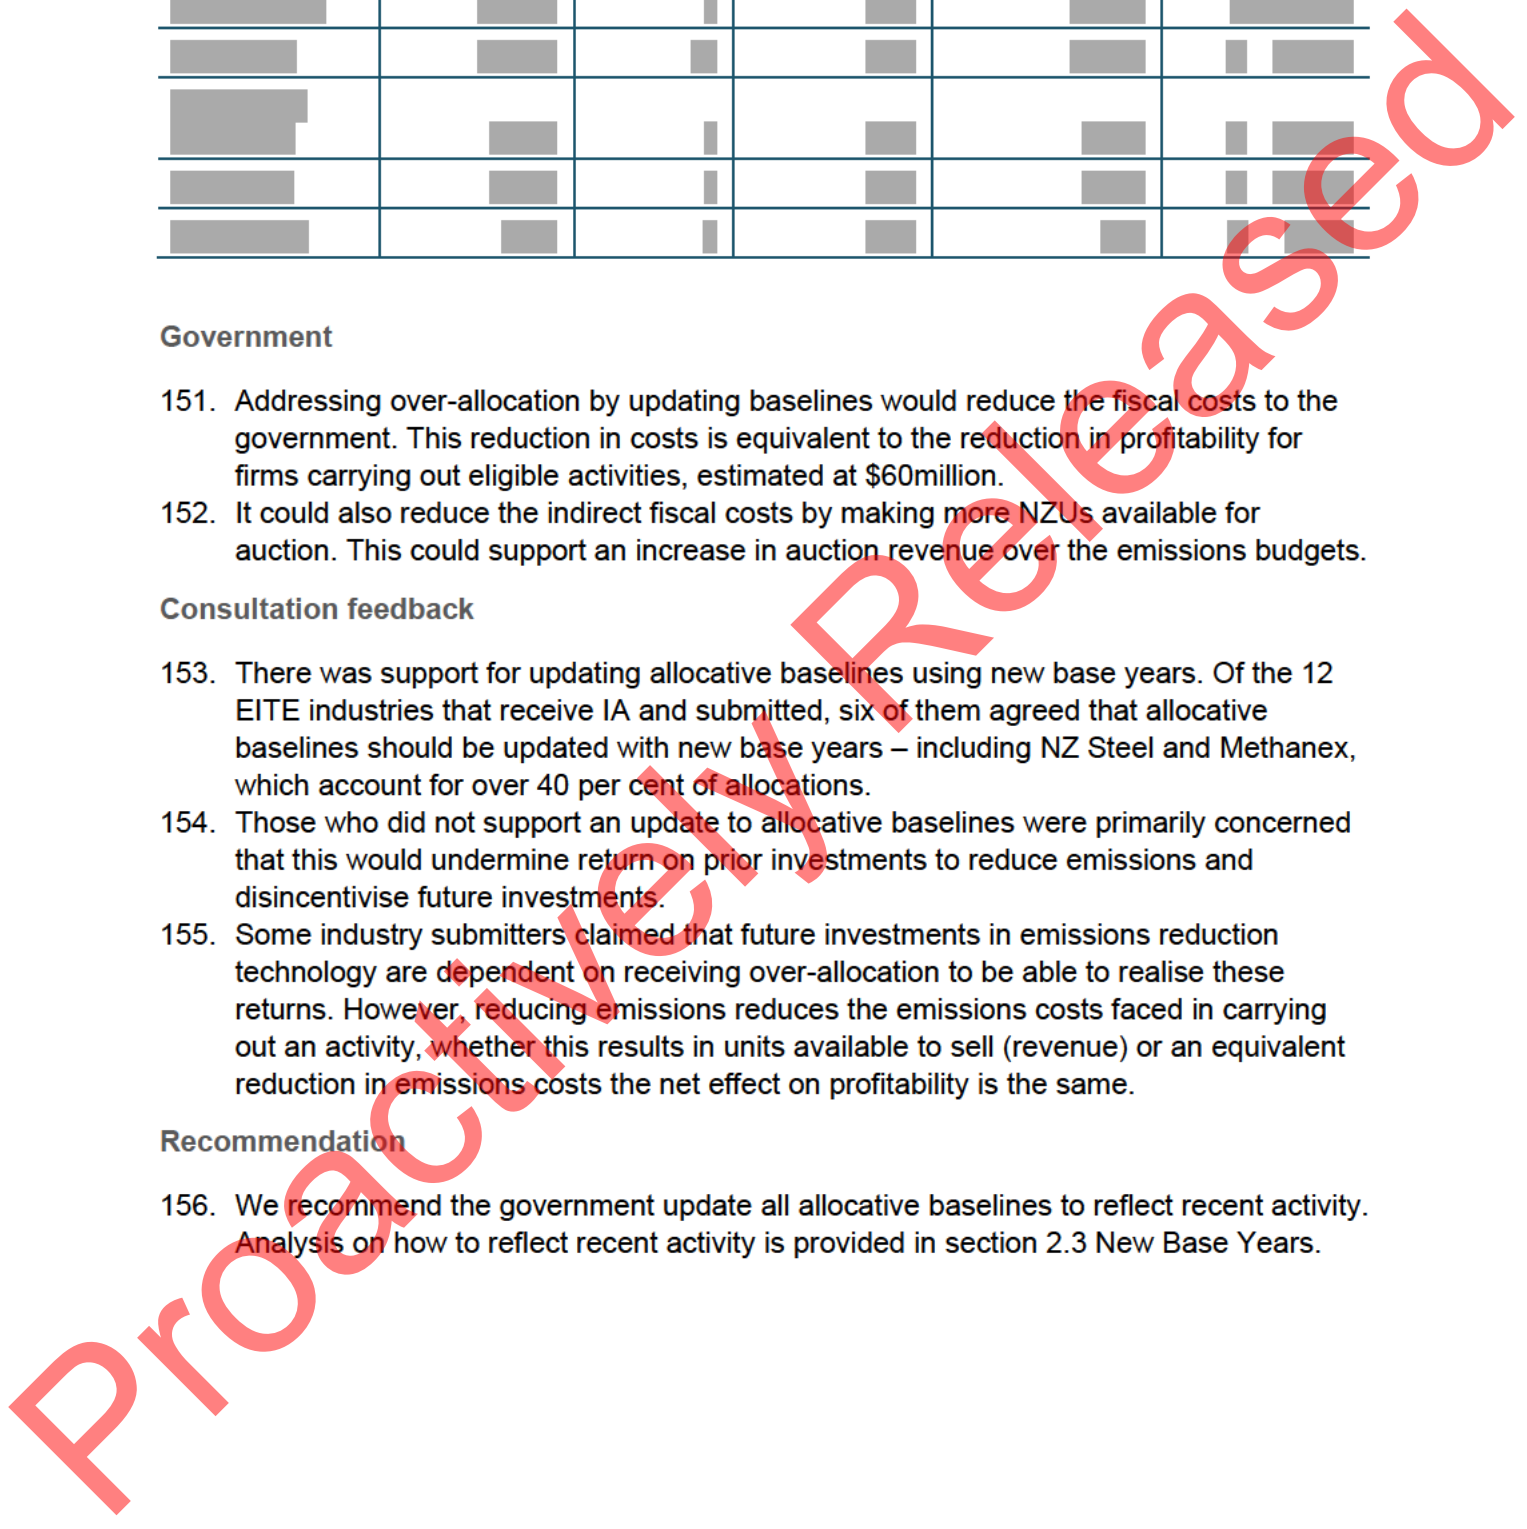 Government
151. Addressing over-allocation by updating baselines would reduce the fiscal costs to the
government. This reduction in costs is equivalent to the reduction in profitability for
firms carrying out eligible activities, estimated at $60million.
152. It could also reduce the indirect fiscal costs by making more NZUs available for
auction. This could support an increase in auction revenue over the emissions budgets.
Consultation feedback
153. There was support for updating allocative baselines using new base years. Of the 12
EITE industries that receive IA and submitted, six of them agreed that allocative
baselines should be updated with new base years – including NZ Steel and Methanex,
which account for over 40 per cent of allocations.
154. Those who did not support an update to allocative baselines were primarily concerned
that this would undermine return on prior investments to reduce emissions and
disincentivise future investments.
155. Some industry submitters claimed that future investments in emissions reduction
technology are dependent on receiving over-allocation to be able to realise these
returns. However, reducing emissions reduces the emissions costs faced in carrying
out an activity, whether this results in units available to sell (revenue) or an equivalent
reduction in emissions costs the net effect on profitability is the same.
Recommendation
156. We recommend the government update all allocative baselines to reflect recent activity.
Analysis on how to reflect recent activity is provided in section 2.3 New Base Years.
Proactively Released